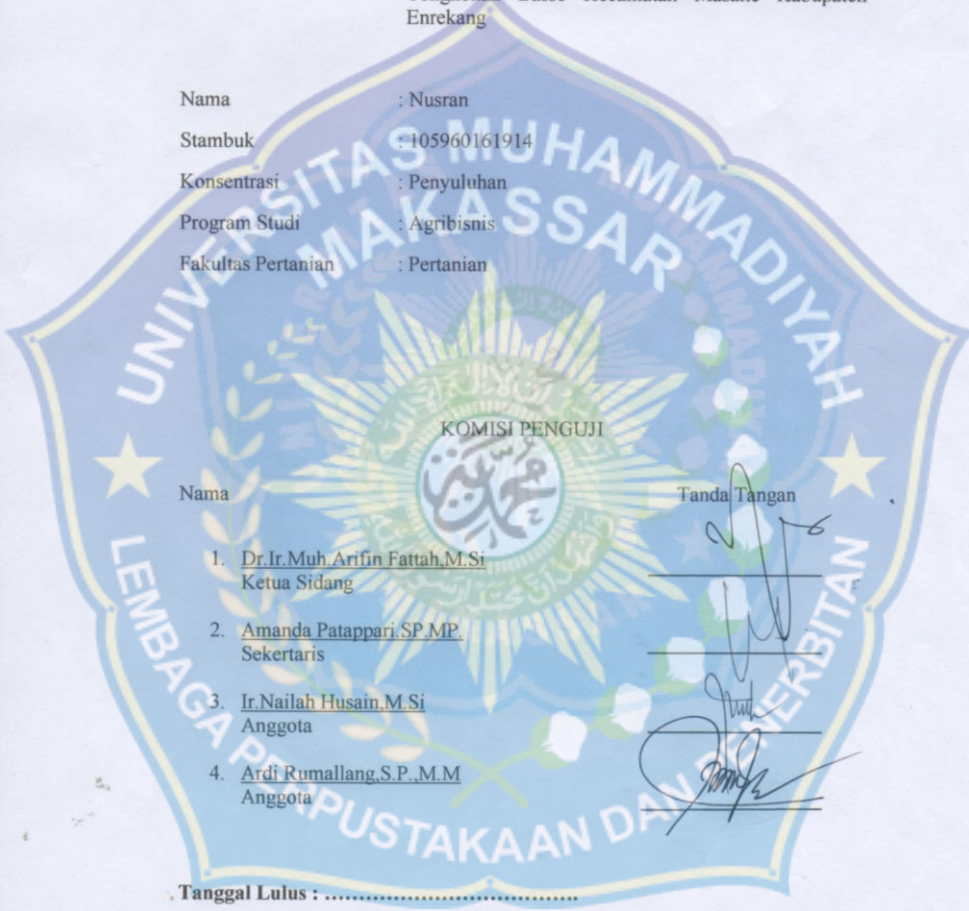 Enrekang
Nama : Nusran
Stambuk : 105960161914
Konsentrasi : Penyuluhan
Program Studi : Agribisnis
Fakultas Pertanian : Pertanian
UNIVERSITAS MUHAMMADIYAH
MAKASSAR
KOMISI PENGUJI
Nama Tanda Tangan
1. Dr.Ir.Muh.Arifin Fattah,M.Si
Ketua Sidang
2. Amanda Patappari.SP.MP.
Sekertaris
3. Ir.Nailah Husain,M.Si
Anggota
4. Ardi Rumallang,S.P.,M.M
Anggota
LEMBAGA PERPUSTAKAAN DAN PENERBITAN
Tanggal Lulus : ....................................